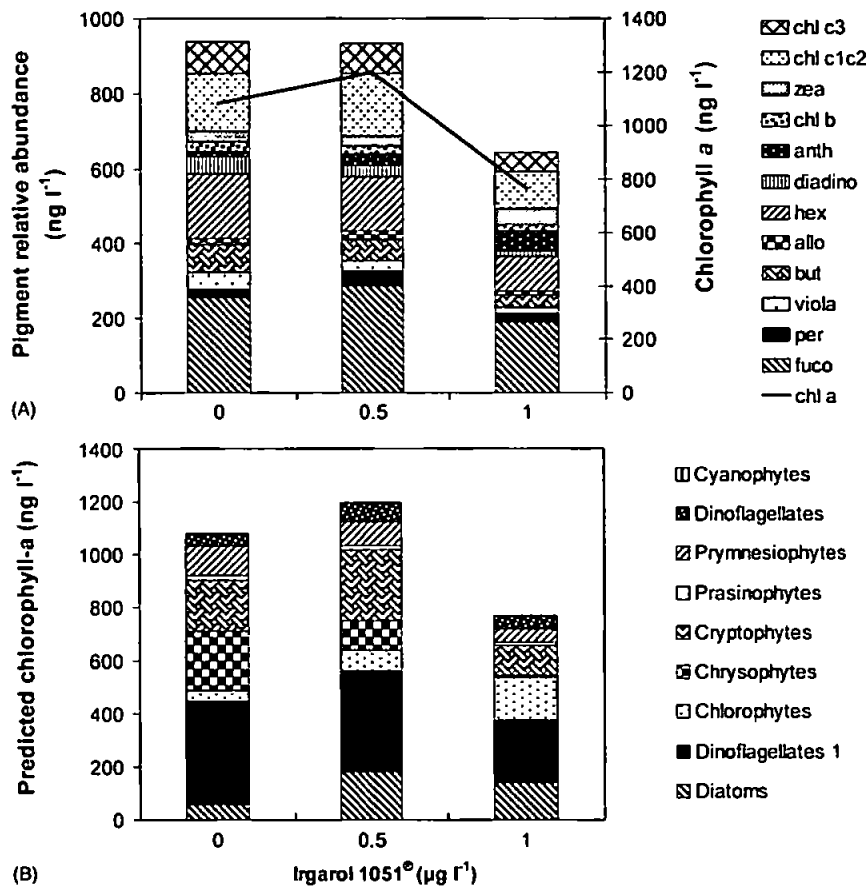 1000
800
600
400
200
0
Pigment relative abundance
(ng l⁻¹)
1400
1200
1000
800
600
400
200
0
Chlorophyll a (ng l⁻¹)
chl c3
chl c1c2
zea
chl b
anth
diadino
hex
allo
but
viola
per
fuco
chl a
(A)
0 0.5 1
1400
1200
1000
800
600
400
200
0
Predicted chlorophyll-a (ng l⁻¹)
Cyanophytes
Dinoflagellates
Prymnesiophytes
Prasinophytes
Cryptophytes
Chrysophytes
Chlorophytes
Dinoflagellates 1
Diatoms
0 0.5 1
(B)
Irgarol 1051® (μg l⁻¹)